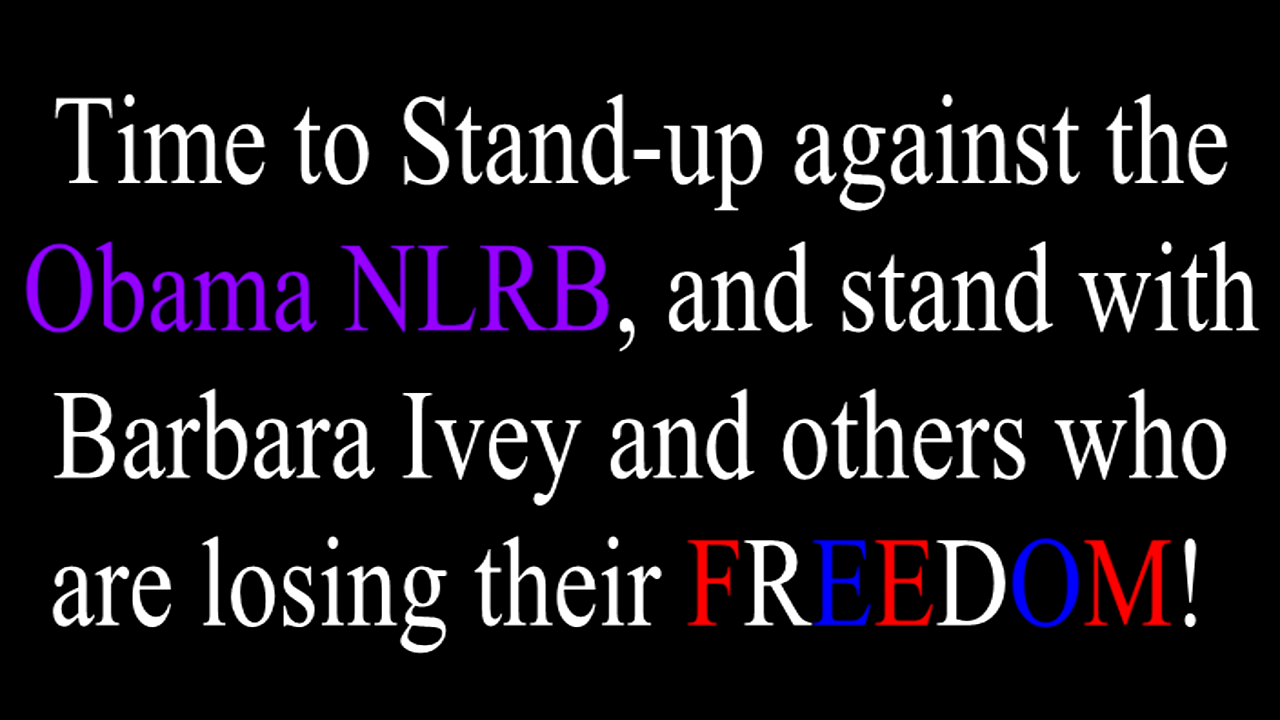 Time to Stand-up against the
Obama NLRB, and stand with
Barbara Ivey and others who
are losing their FREEDOM!